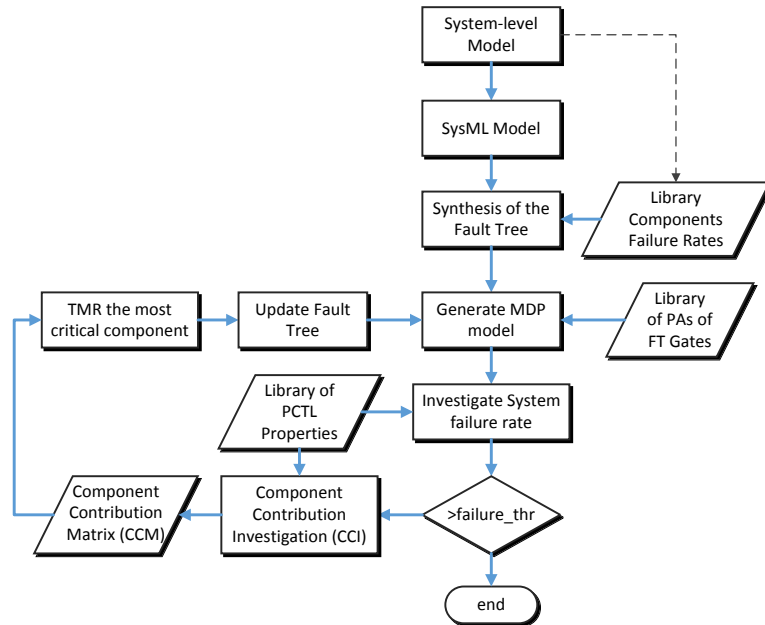 System-level
Model
SysML Model
Synthesis of the
Fault Tree
Library
Components
Failure Rates
TMR the most
critical component
Update Fault
Tree
Generate MDP
model
Library
of PAs of
FT Gates
Library of
PCTL
Properties
Investigate System
failure rate
Component
Contribution
Matrix (CCM)
Component
Contribution
Investigation (CCI)
>failure_thr
end